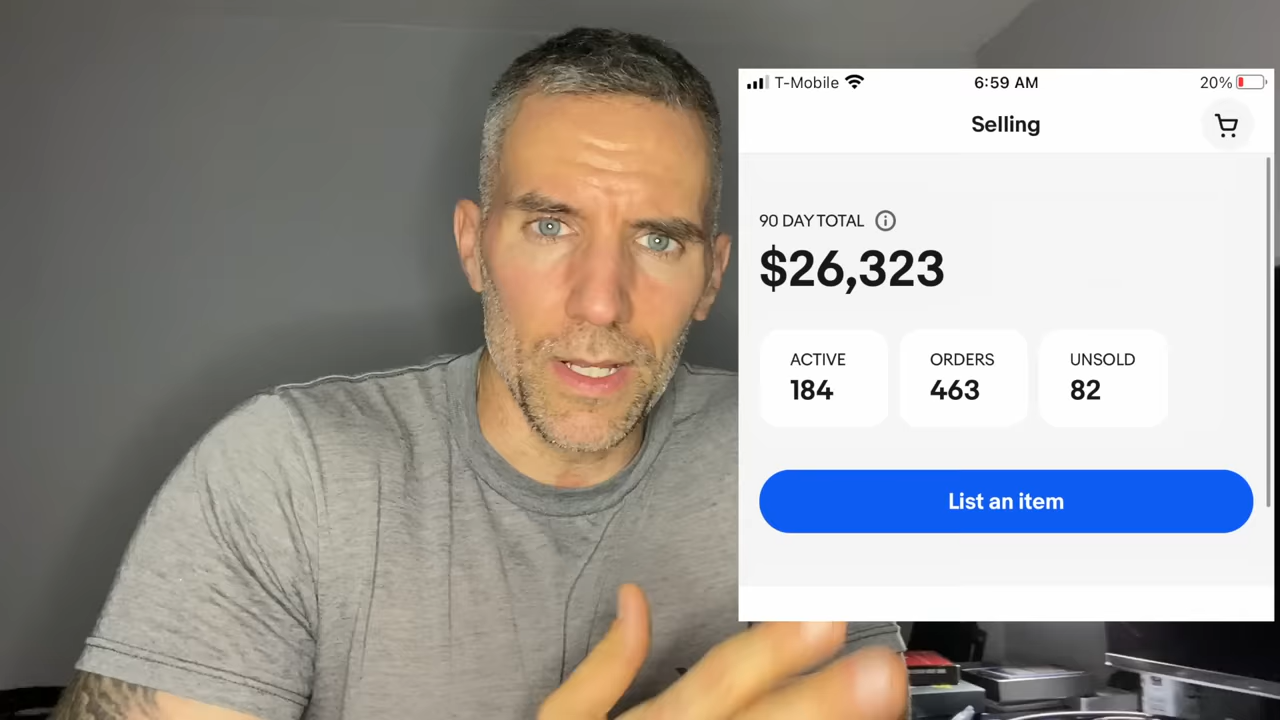 T-Mobile 6:59 AM 20%
Selling
90 DAY TOTAL
$26,323
ACTIVE ORDERS UNSOLD
184 463 82
List an item